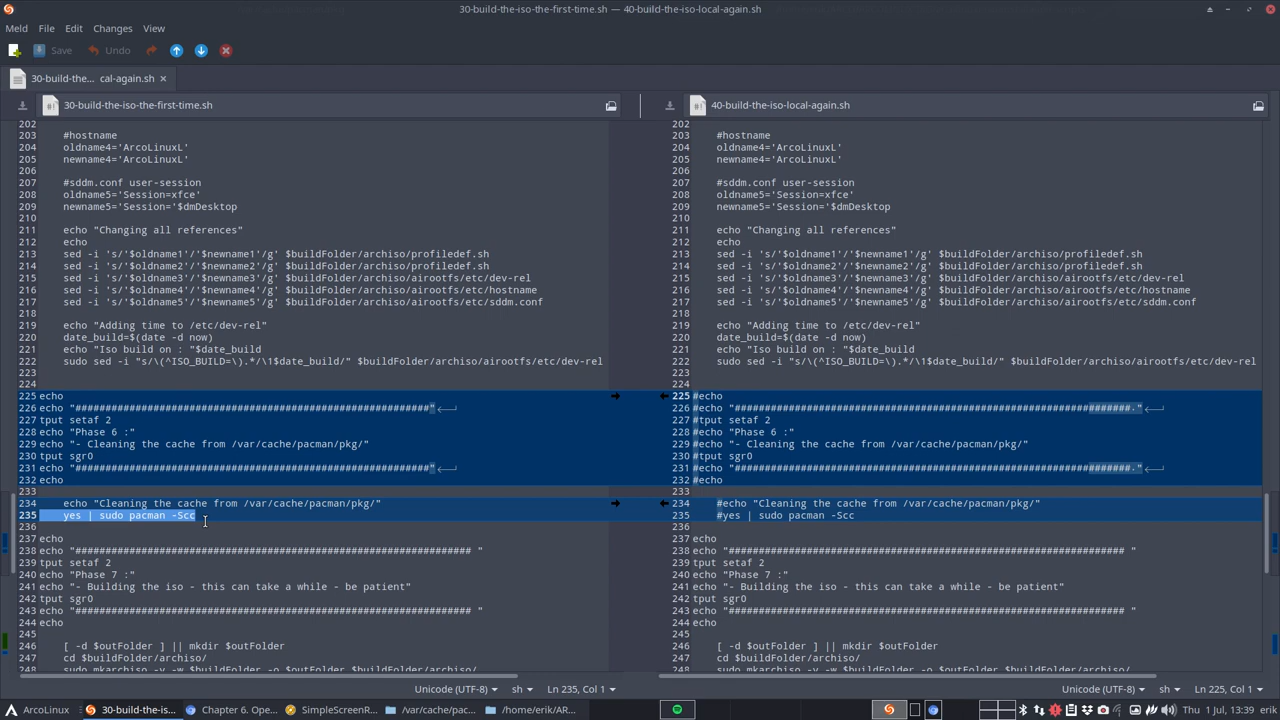 30-build-the-iso-the-first-time.sh — 40-build-the-iso-local-again.sh
Meld File Edit Changes View
Save Undo
30-build-the... cal-again.sh ×
30-build-the-iso-the-first-time.sh
202
203 #hostname
204 oldname4='ArcoLinuxL'
205 newname4='ArcoLinuxL'
206
207 #sddm.conf user-session
208 oldname5='Session=xfce'
209 newname5='Session='$dmDesktop
210
211 echo "Changing all references"
212 echo
213 sed -i 's/'$oldname1'/'$newname1'/g' $buildFolder/archiso/profiledef.sh
214 sed -i 's/'$oldname2'/'$newname2'/g' $buildFolder/archiso/profiledef.sh
215 sed -i 's/'$oldname3'/'$newname3'/g' $buildFolder/archiso/airootfs/etc/dev-rel
216 sed -i 's/'$oldname4'/'$newname4'/g' $buildFolder/archiso/airootfs/etc/hostname
217 sed -i 's/'$oldname5'/'$newname5'/g' $buildFolder/archiso/airootfs/etc/sddm.conf
218
219 echo "Adding time to /etc/dev-rel"
220 date_build=$(date -d now)
221 echo "Iso build on : "$date_build
222 sudo sed -i "s/\(^ISO_BUILD=\).*/\1$date_build/" $buildFolder/archiso/airootfs/etc/dev-rel
223
224
225 echo
226 echo "###########################################################"
227 tput setaf 2
228 echo "Phase 6 :"
229 echo "- Cleaning the cache from /var/cache/pacman/pkg/"
230 tput sgr0
231 echo "###########################################################"
232 echo
233
234 echo "Cleaning the cache from /var/cache/pacman/pkg/"
235 yes | sudo pacman -Scc
236
237 echo
238 echo "################################################################## "
239 tput setaf 2
240 echo "Phase 7 :"
241 echo "- Building the iso - this can take a while - be patient"
242 tput sgr0
243 echo "################################################################## "
244 echo
245
246 [ -d $outFolder ] || mkdir $outFolder
247 cd $buildFolder/archiso/
248 sudo mkarchiso -v -w $buildFolder -o $outFolder $buildFolder/archiso/
Unicode (UTF-8) sh Ln 235, Col 1
40-build-the-iso-local-again.sh
202
203 #hostname
204 oldname4='ArcoLinuxL'
205 newname4='ArcoLinuxL'
206
207 #sddm.conf user-session
208 oldname5='Session=xfce'
209 newname5='Session='$dmDesktop
210
211 echo "Changing all references"
212 echo
213 sed -i 's/'$oldname1'/'$newname1'/g' $buildFolder/archiso/profiledef.sh
214 sed -i 's/'$oldname2'/'$newname2'/g' $buildFolder/archiso/profiledef.sh
215 sed -i 's/'$oldname3'/'$newname3'/g' $buildFolder/archiso/airootfs/etc/dev-rel
216 sed -i 's/'$oldname4'/'$newname4'/g' $buildFolder/archiso/airootfs/etc/hostname
217 sed -i 's/'$oldname5'/'$newname5'/g' $buildFolder/archiso/airootfs/etc/sddm.conf
218
219 echo "Adding time to /etc/dev-rel"
220 date_build=$(date -d now)
221 echo "Iso build on : "$date_build
222 sudo sed -i "s/\(^ISO_BUILD=\).*/\1$date_build/" $buildFolder/archiso/airootfs/etc/dev-rel
223
224
225 #echo
226 #echo "################################################################## "
227 #tput setaf 2
228 #echo "Phase 6 :"
229 #echo "- Cleaning the cache from /var/cache/pacman/pkg/"
230 #tput sgr0
231 #echo "################################################################## "
232 #echo
233
234 #echo "Cleaning the cache from /var/cache/pacman/pkg/"
235 #yes | sudo pacman -Scc
236
237 echo
238 echo "################################################################## "
239 tput setaf 2
240 echo "Phase 7 :"
241 echo "- Building the iso - this can take a while - be patient"
242 tput sgr0
243 echo "################################################################## "
244 echo
245
246 [ -d $outFolder ] || mkdir $outFolder
247 cd $buildFolder/archiso/
248 sudo mkarchiso -v -w $buildFolder -o $outFolder $buildFolder/archiso/
Unicode (UTF-8) sh Ln 225, Col 1
ArcoLinux 30-build-the-is... Chapter 6. Ope... SimpleScreenR... /var/cache/pac... /home/erik/AR... Thu 1 Jul, 13:39 erik